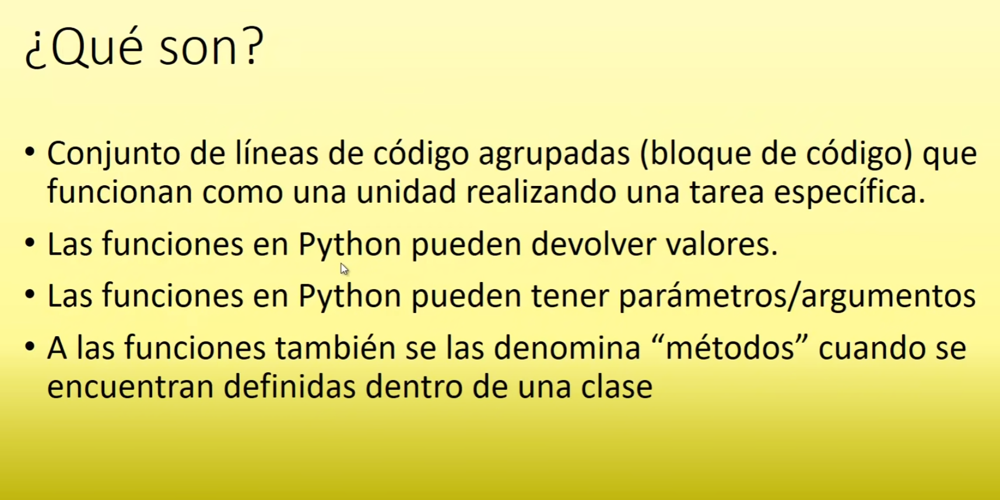 ¿Qué son?
• Conjunto de líneas de código agrupadas (bloque de código) que
funcionan como una unidad realizando una tarea específica.
• Las funciones en Python pueden devolver valores.
• Las funciones en Python pueden tener parámetros/argumentos
• A las funciones también se las denomina “métodos” cuando se
encuentran definidas dentro de una clase